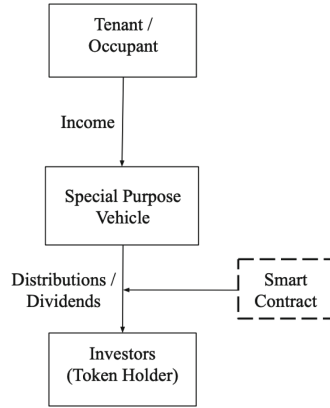 Tenant /
Occupant
Income
Special Purpose
Vehicle
Distributions /
Dividends
Smart
Contract
Investors
(Token Holder)